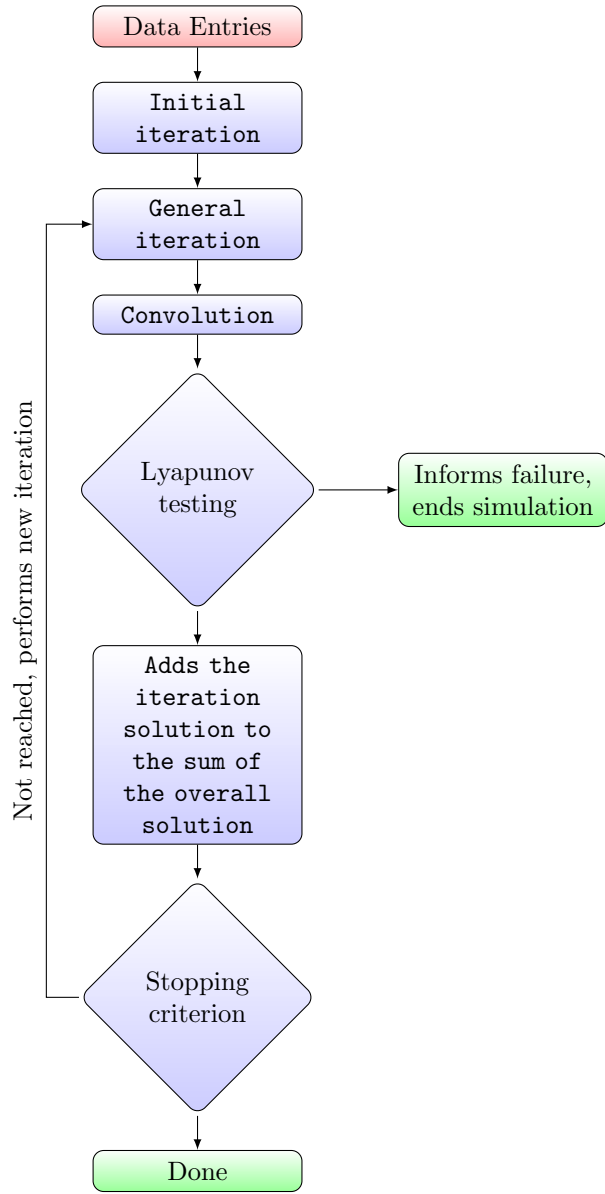 Data Entries
Initial
iteration
General
iteration
Convolution
Lyapunov
testing
Informs failure,
ends simulation
Adds the
iteration
solution to
the sum of
the overall
solution
Not reached, performs new iteration
Stopping
criterion
Done